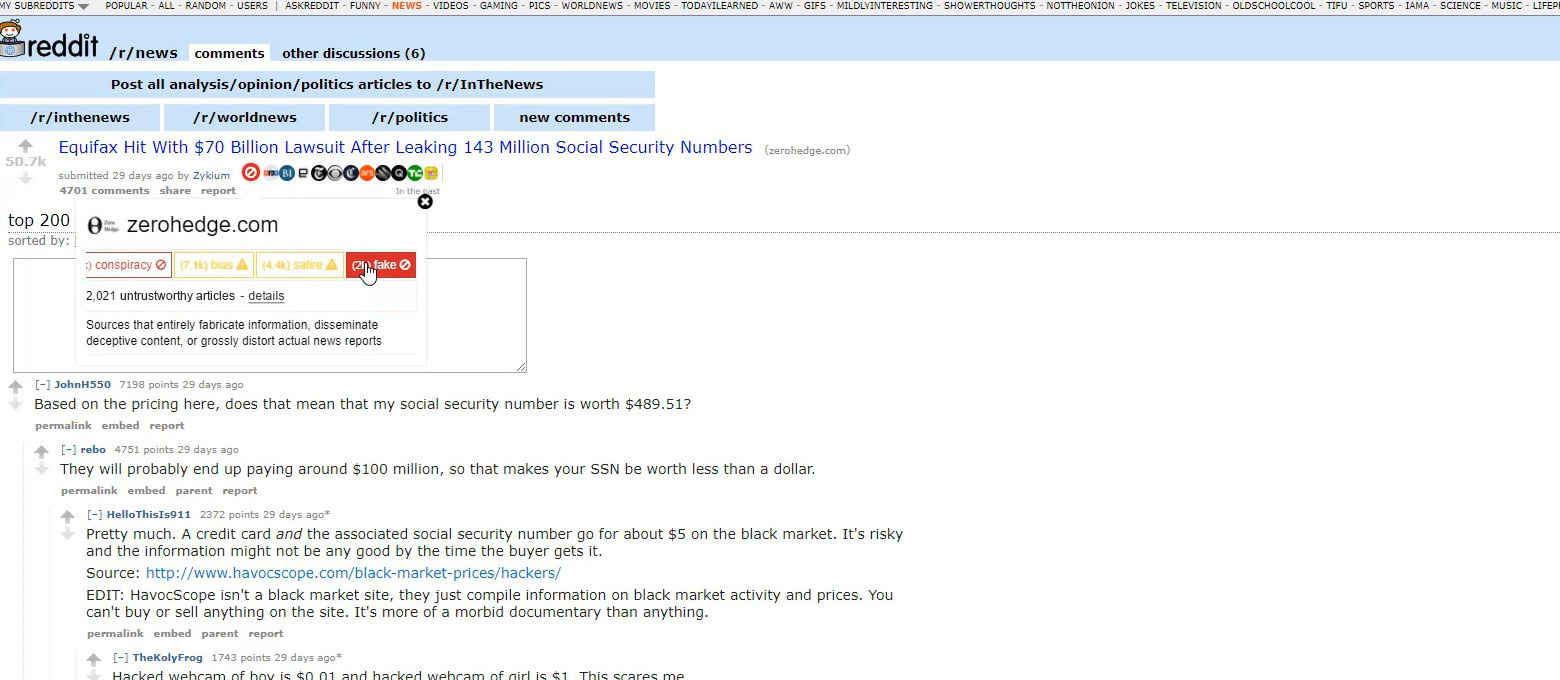 MY SUBREDDITS POPULAR - ALL - RANDOM - USERS | ASKREDDIT - FUNNY - NEWS - VIDEOS - GAMING - PICS - WORLDNEWS - MOVIES - TODAYILEARNED - AWW - GIFS - MILDLYINTERESTING - SHOWERTHOUGHTS - NOTTHEONION - JOKES - TELEVISION - OLDSCHOOLCOOL - TIFU - SPORTS - IAMA - SCIENCE - MUSIC - LIFEP
reddit /r/news comments other discussions (6)
Post all analysis/opinion/politics articles to /r/InTheNews
/r/inthenews /r/worldnews /r/politics new comments
Equifax Hit With $70 Billion Lawsuit After Leaking 143 Million Social Security Numbers (zerohedge.com)
50.7k
submitted 29 days ago by Zykium
4701 comments share report In the past
top 200
sorted by:
zerohedge.com
) conspiracy (7.1k) bias (4.4k) satire fake
2,021 untrustworthy articles - details
Sources that entirely fabricate information, disseminate
deceptive content, or grossly distort actual news reports
[–] JohnH550 7198 points 29 days ago
Based on the pricing here, does that mean that my social security number is worth $489.51?
permalink embed report
[–] rebo 4751 points 29 days ago
They will probably end up paying around $100 million, so that makes your SSN be worth less than a dollar.
permalink embed parent report
[–] HelloThisIs911 2372 points 29 days ago*
Pretty much. A credit card and the associated social security number go for about $5 on the black market. It's risky
and the information might not be any good by the time the buyer gets it.
Source: http://www.havocscope.com/black-market-prices/hackers/
EDIT: HavocScope isn't a black market site, they just compile information on black market activity and prices. You
can't buy or sell anything on the site. It's more of a morbid documentary than anything.
permalink embed parent report
[–] TheKolyFrog 1743 points 29 days ago*
Hacked webcam of boy is $0.01 and hacked webcam of girl is $1. This scares me.